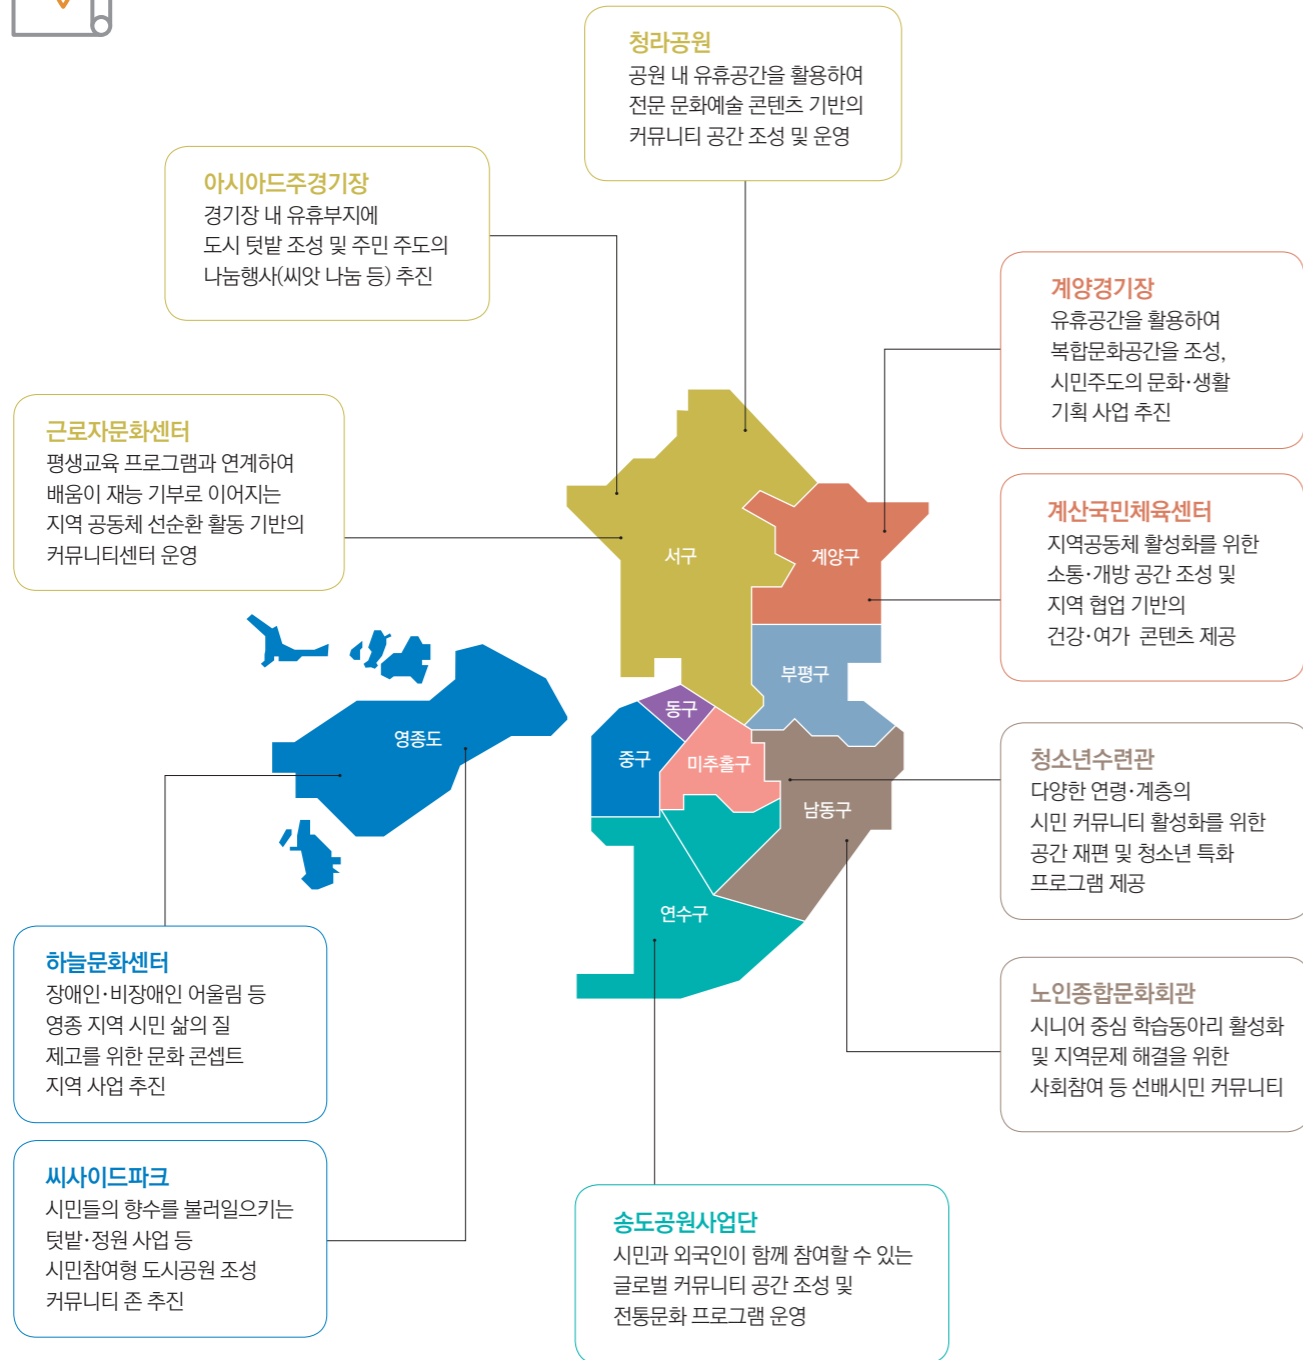 청라공원
공원 내 유휴공간을 활용하여
전문 문화예술 콘텐츠 기반의
커뮤니티 공간 조성 및 운영
아시아드주경기장
경기장 내 유휴부지에
도시 텃밭 조성 및 주민 주도의
나눔행사(씨앗 나눔 등) 추진
계양경기장
유휴공간을 활용하여
복합문화공간을 조성,
시민주도의 문화·생활
기획 사업 추진
근로자문화센터
평생교육 프로그램과 연계하여
배움이 재능 기부로 이어지는
지역 공동체 선순환 활동 기반의
커뮤니티센터 운영
계산국민체육센터
지역공동체 활성화를 위한
소통·개방 공간 조성 및
지역 협업 기반의
건강·여가 콘텐츠 제공
서구
계양구
부평구
동구
영종도
중구
미추홀구
남동구
연수구
청소년수련관
다양한 연령·계층의
시민 커뮤니티 활성화를 위한
공간 재편 및 청소년 특화
프로그램 제공
하늘문화센터
장애인·비장애인 어울림 등
영종 지역 시민 삶의 질
제고를 위한 문화 콘셉트
지역 사업 추진
노인종합문화회관
시니어 중심 학습동아리 활성화
및 지역문제 해결을 위한
사회참여 등 선배시민 커뮤니티
씨사이드파크
시민들의 향수를 불러일으키는
텃밭·정원 사업 등
시민참여형 도시공원 조성
커뮤니티 존 추진
송도공원사업단
시민과 외국인이 함께 참여할 수 있는
글로벌 커뮤니티 공간 조성 및
전통문화 프로그램 운영